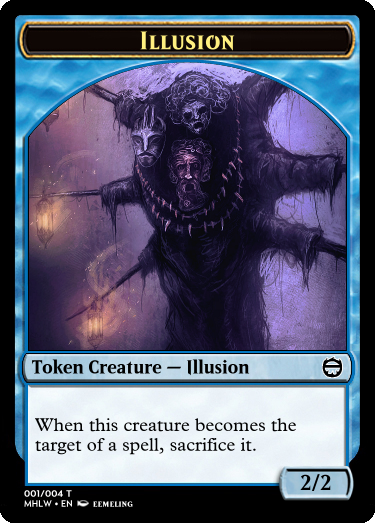 Illusion
Token Creature — Illusion
When this creature becomes the
target of a spell, sacrifice it.
2/2
001/004 T
MHLW • EN EEMELING